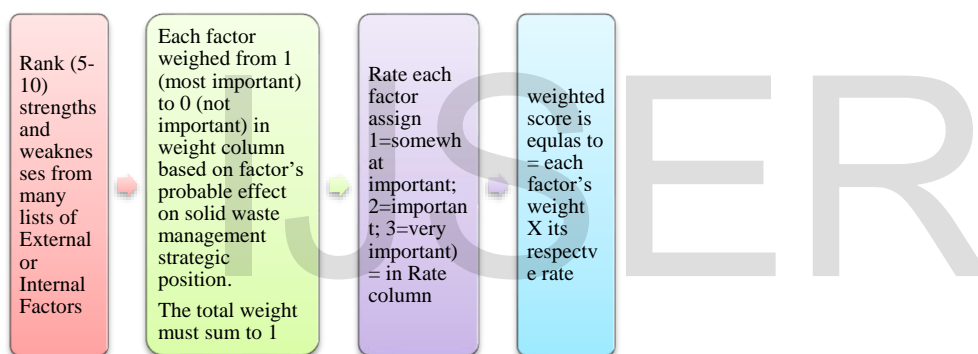 Rank (5-
10)
strengths
and
weaknes
ses from
many
lists of
External
or
Internal
Factors
Each factor
weighed from 1
(most important)
to 0 (not
important) in
weight column
based on factor’s
probable effect
on solid waste
management
strategic
position.
The total weight
must sum to 1
Rate each
factor
assign
1=somewh
at
important;
2=importan
t; 3=very
important)
= in Rate
column
weighted
score is
equlas to
= each
factor’s
weight
X its
respectv
e rate
IJSER